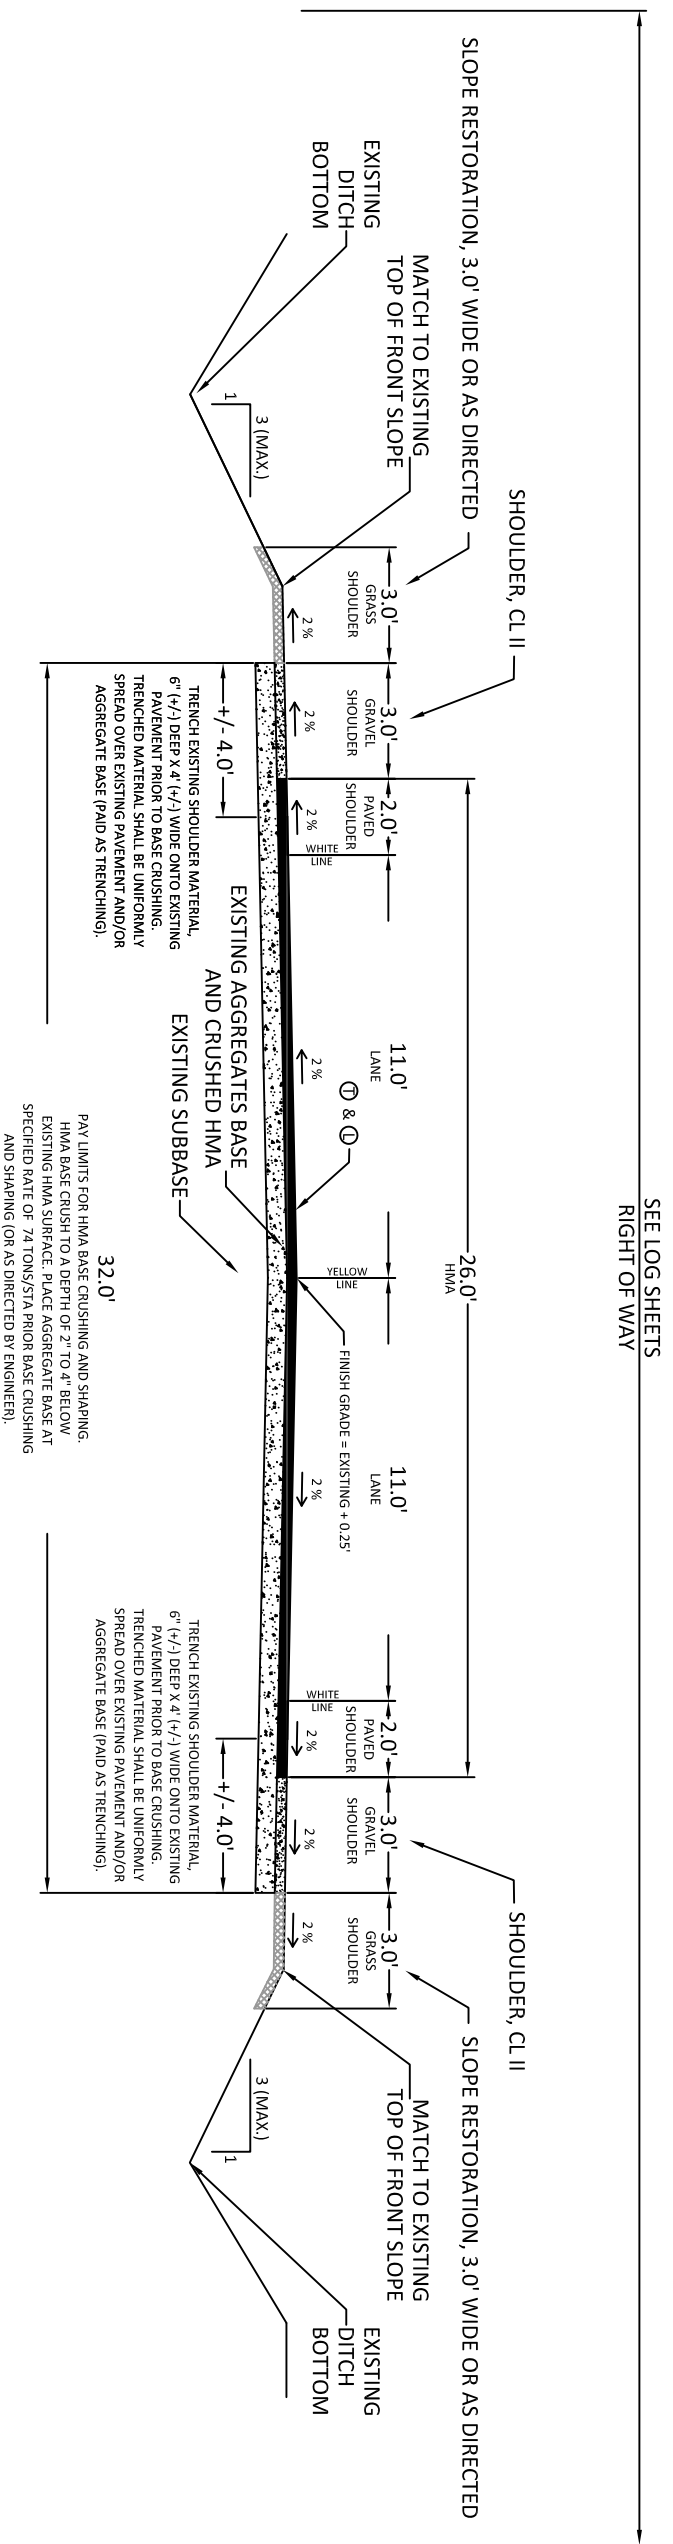 SEE LOG SHEETS
RIGHT OF WAY
SLOPE RESTORATION, 3.0' WIDE OR AS DIRECTED
SHOULDER, CL II
SHOULDER, CL II
SLOPE RESTORATION, 3.0' WIDE OR AS DIRECTED
26.0'
HMA
EXISTING
DITCH
BOTTOM
MATCH TO EXISTING
TOP OF FRONT SLOPE
3.0'
GRASS
SHOULDER
3.0'
GRAVEL
SHOULDER
2.0'
PAVED
SHOULDER
WHITE
LINE
11.0'
LANE
T & L
YELLOW
LINE
FINISH GRADE = EXISTING + 0.25'
11.0'
LANE
WHITE
LINE
2.0'
PAVED
SHOULDER
3.0'
GRAVEL
SHOULDER
3.0'
GRASS
SHOULDER
MATCH TO EXISTING
TOP OF FRONT SLOPE
EXISTING
DITCH
BOTTOM
2 %
2 %
2 %
2 %
2 %
2 %
2 %
2 %
3 (MAX.)
1
3 (MAX.)
1
+/- 4.0'
TRENCH EXISTING SHOULDER MATERIAL,
6" (+/-) DEEP X 4' (+/-) WIDE ONTO EXISTING
PAVEMENT PRIOR TO BASE CRUSHING.
TRENCHED MATERIAL SHALL BE UNIFORMLY
SPREAD OVER EXISTING PAVEMENT AND/OR
AGGREGATE BASE (PAID AS TRENCHING).
EXISTING AGGREGATES BASE
AND CRUSHED HMA
EXISTING SUBBASE
+/- 4.0'
TRENCH EXISTING SHOULDER MATERIAL,
6" (+/-) DEEP X 4' (+/-) WIDE ONTO EXISTING
PAVEMENT PRIOR TO BASE CRUSHING.
TRENCHED MATERIAL SHALL BE UNIFORMLY
SPREAD OVER EXISTING PAVEMENT AND/OR
AGGREGATE BASE (PAID AS TRENCHING).
32.0'
PAY LIMITS FOR HMA BASE CRUSHING AND SHAPING.
HMA BASE CRUSH TO A DEPTH OF 2" TO 4" BELOW
EXISTING HMA SURFACE. PLACE AGGREGATE BASE AT
SPECIFIED RATE OF 74 TONS/STA PRIOR BASE CRUSHING
AND SHAPING (OR AS DIRECTED BY ENGINEER).